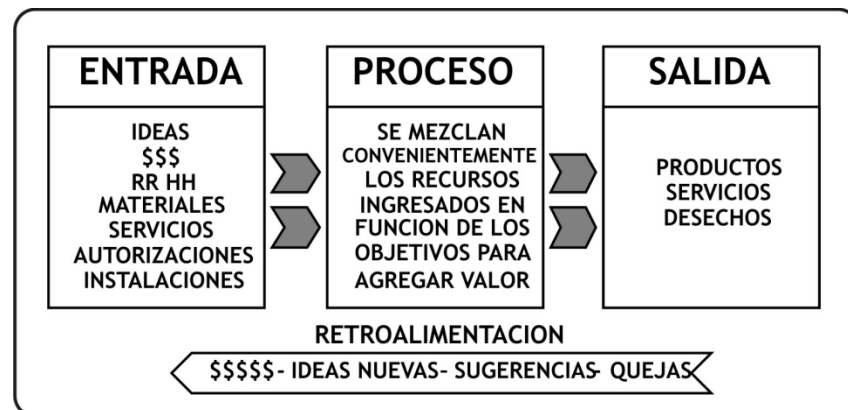 ENTRADA
IDEAS
$$$
RR HH
MATERIALES
SERVICIOS
AUTORIZACIONES
INSTALACIONES
PROCESO
SE MEZCLAN
CONVENIENTEMENTE
LOS RECURSOS
INGRESADOS EN
FUNCION DE LOS
OBJETIVOS PARA
AGREGAR VALOR
SALIDA
PRODUCTOS
SERVICIOS
DESECHOS
RETROALIMENTACION
$$$$$- IDEAS NUEVAS- SUGERENCIAS- QUEJAS